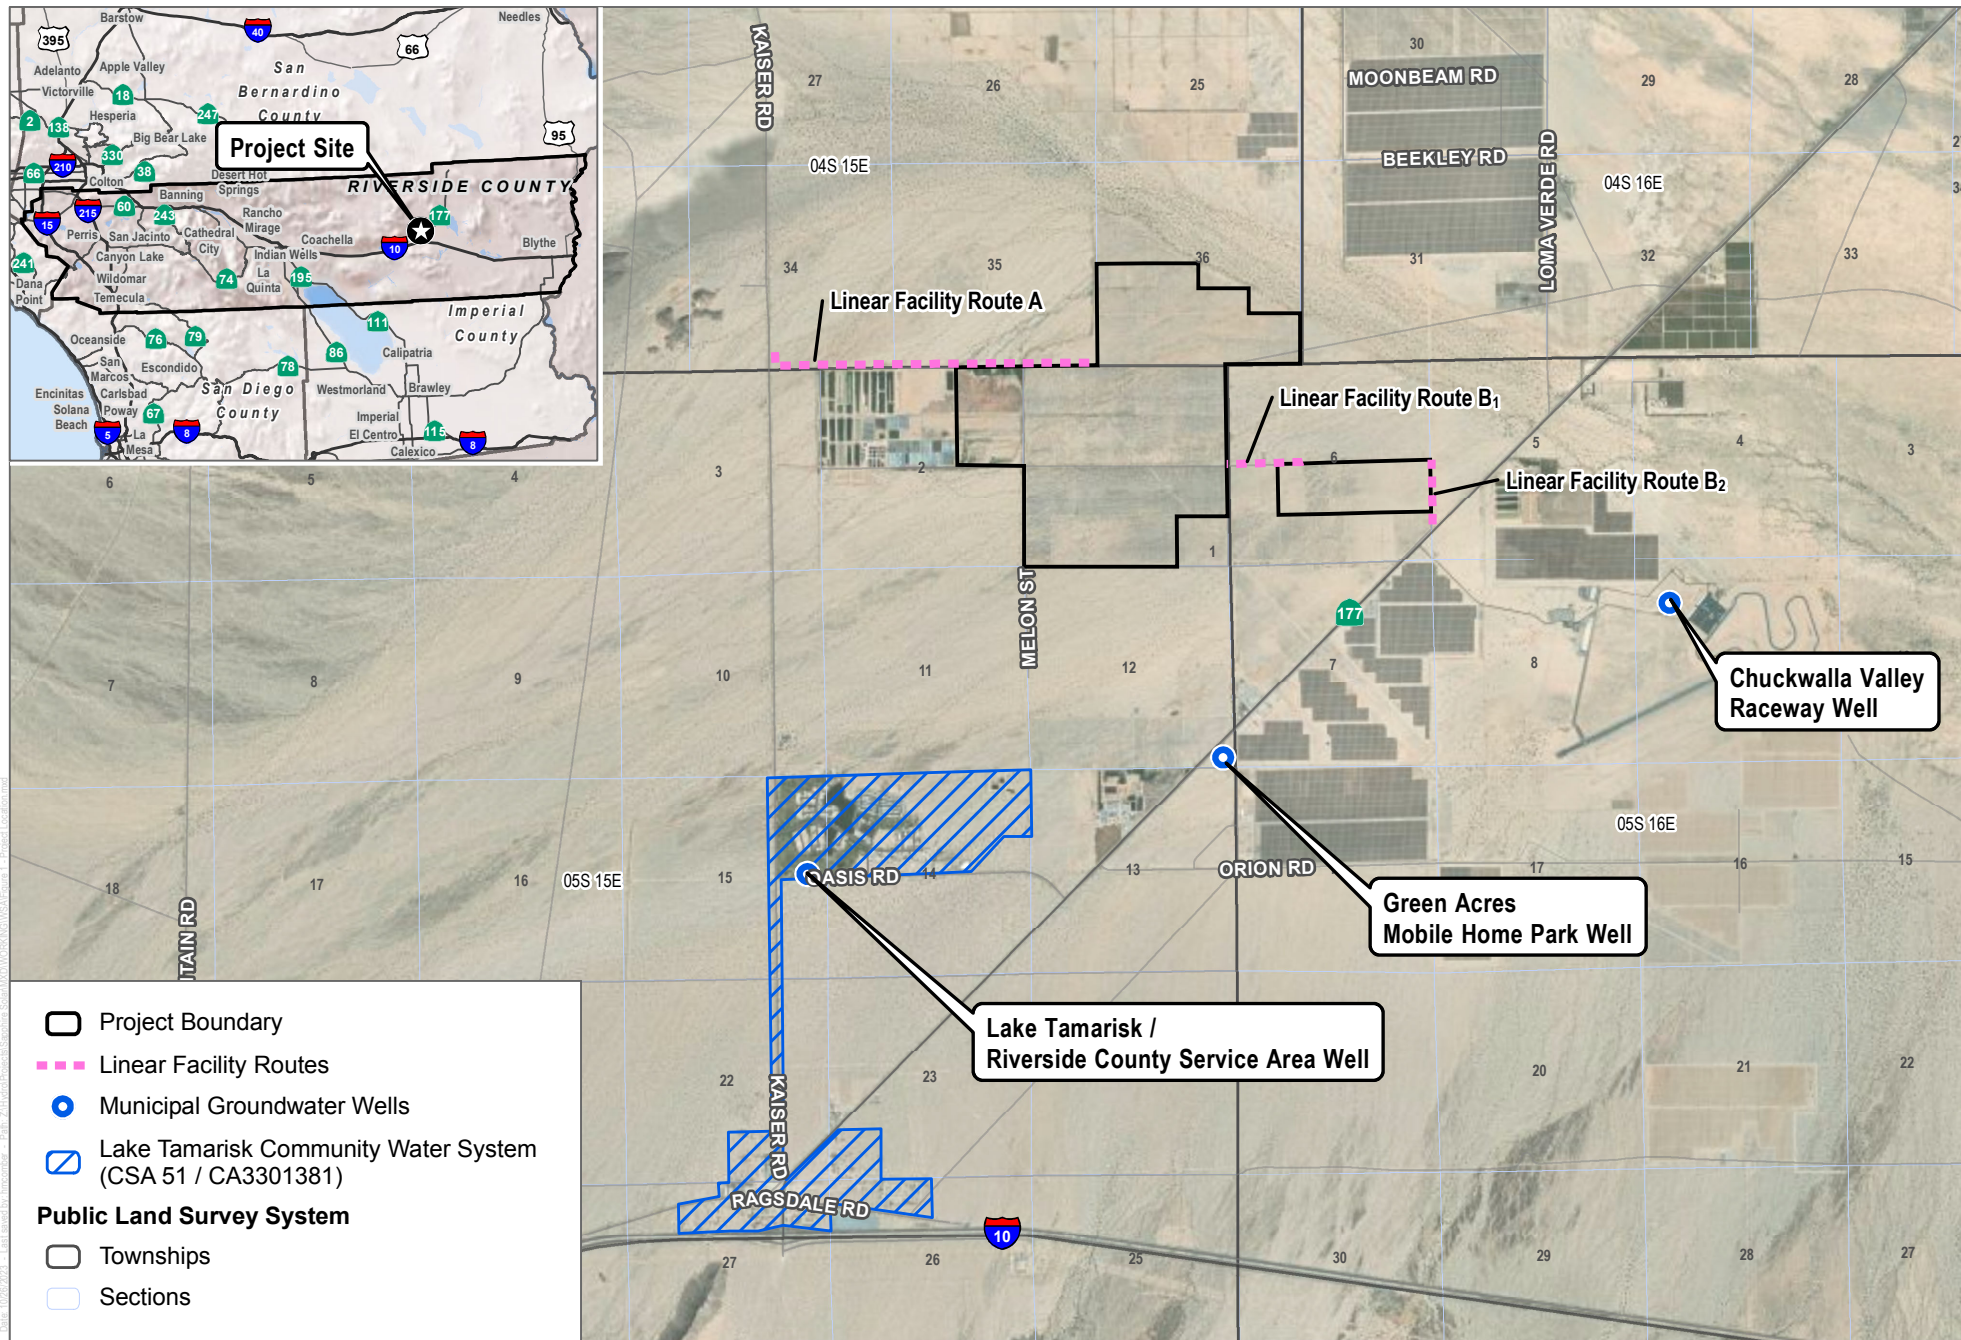 Barstow
Needles
395
40
66
Adelanto
Apple Valley
San
Bernardino
County
Victorville
18
247
Hesperia
2
138
Big Bear Lake
95
330
Project Site
210
66
38
Colton
Desert Hot
Springs
RIVERSIDE COUNTY
Banning
15
215
60
243
Rancho
Mirage
177
Perris
San Jacinto
Cathedral
City
Coachella
10
Blythe
Canyon Lake
Indian Wells
241
Wildomar
74
La
Quinta
195
Dana
Point
Temecula
Imperial
County
111
Oceanside
76
79
86
Calipatria
San
Marcos
Escondido
78
Encinitas
Carlsbad
San Diego
County
Westmorland
Brawley
Solana
Beach
Poway
67
Imperial
5
La
Mesa
8
El Centro
115
8
Calexico
KAISER RD
27
26
25
30
MOONBEAM RD
29
28
BEEKLEY RD
LOMA VERDE RD
04S 15E
04S 16E
34
35
36
31
32
33
Linear Facility Route A
Linear Facility Route B1
6
5
4
3
2
6
5
4
3
Linear Facility Route B2
1
MELON ST
177
7
8
9
10
11
12
7
8
Chuckwalla Valley
Raceway Well
05S 16E
18
17
16
05S 15E
15
OASIS RD
14
13
ORION RD
17
16
15
TAIN RD
Green Acres
Mobile Home Park Well
Lake Tamarisk /
Riverside County Service Area Well
22
KAISER RD
23
20
21
22
RAGSDALE RD
10
27
26
25
30
29
28
27
Project Boundary
Linear Facility Routes
Municipal Groundwater Wells
Lake Tamarisk Community Water System
(CSA 51 / CA3301381)
Public Land Survey System
Townships
Sections